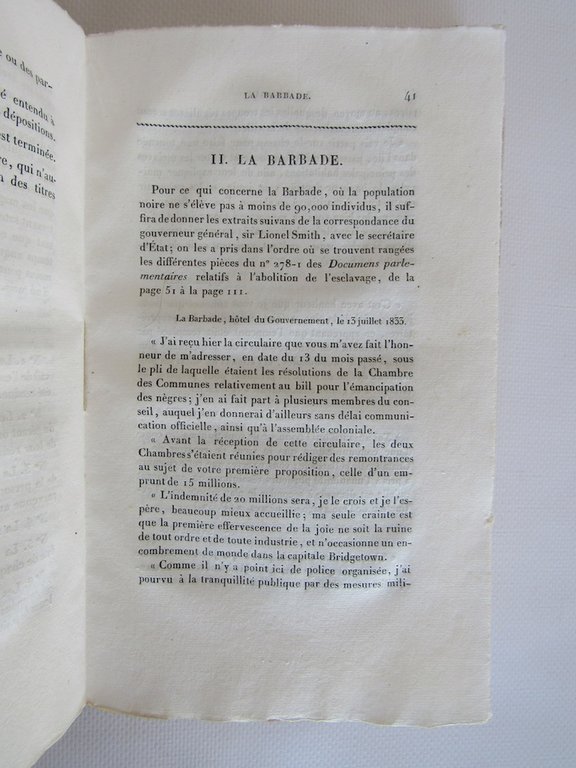 e ou des par-
é entendu à
dépositions.
est terminée.
re, qui n'au-
n des titres
LA BARBADE. 41
II. LA BARBADE.
Pour ce qui concerne la Barbade, où la population
noire ne s'élève pas à moins de 90,000 individus, il suf-
fira de donner les extraits suivans de la correspondance du
gouverneur général, sir Lionel Smith, avec le secrétaire
d'État; on les a pris dans l'ordre où se trouvent rangées
les différentes pièces du n° 278-1 des Documens parle-
mentaires relatifs à l'abolition de l'esclavage, de la
page 51 à la page 111.
La Barbade, hôtel du Gouvernement, le 13 juillet 1833.
« J'ai reçu hier la circulaire que vous m'avez fait l'hon-
neur de m'adresser, en date du 13 du mois passé, sous
le pli de laquelle étaient les résolutions de la Chambre
des Communes relativement au bill pour l'émancipation
des nègres; j'en ai fait part à plusieurs membres du con-
seil, auquel j'en donnerai d'ailleurs sans délai communi-
cation officielle, ainsi qu'à l'assemblée coloniale.
« Avant la réception de cette circulaire, les deux
Chambres s'étaient réunies pour rédiger des remontrances
au sujet de votre première proposition, celle d'un em-
prunt de 15 millions.
« L'indemnité de 20 millions sera, je le crois et je l'es-
père, beaucoup mieux accueillie; ma seule crainte est
que la première effervescence de la joie ne soit la ruine
de tout ordre et de toute industrie, et n'occasionne un en-
combrement de monde dans la capitale Bridgetown.
« Comme il n'y a point ici de police organisée, j'ai
pourvu à la tranquillité publique par des mesures mili-